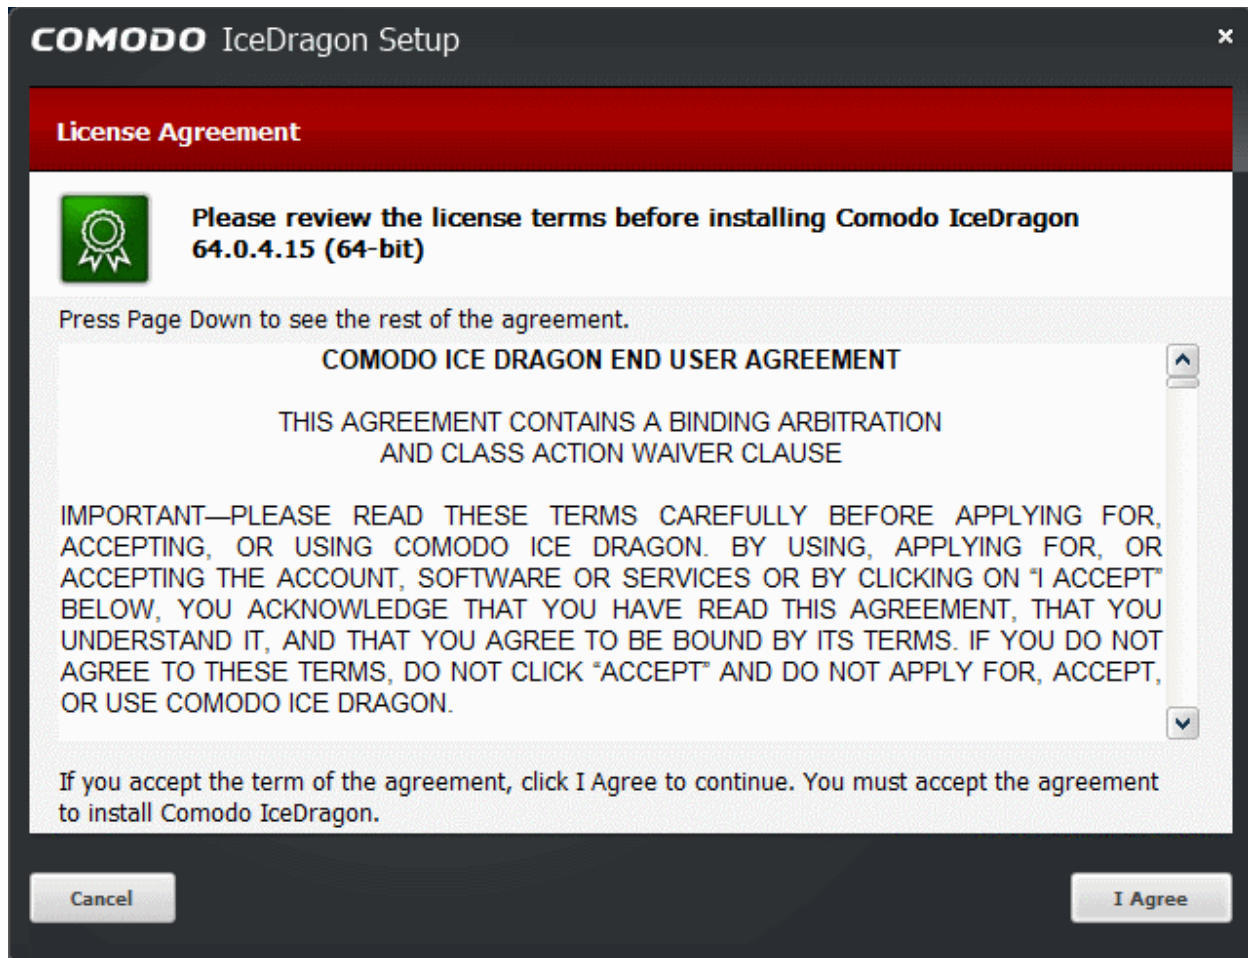 COMODO IceDragon Setup
License Agreement
Please review the license terms before installing Comodo IceDragon
64.0.4.15 (64-bit)
Press Page Down to see the rest of the agreement.
COMODO ICE DRAGON END USER AGREEMENT
THIS AGREEMENT CONTAINS A BINDING ARBITRATION
AND CLASS ACTION WAIVER CLAUSE
IMPORTANT—PLEASE READ THESE TERMS CAREFULLY BEFORE APPLYING FOR,
ACCEPTING, OR USING COMODO ICE DRAGON. BY USING, APPLYING FOR, OR
ACCEPTING THE ACCOUNT, SOFTWARE OR SERVICES OR BY CLICKING ON “I ACCEPT”
BELOW, YOU ACKNOWLEDGE THAT YOU HAVE READ THIS AGREEMENT, THAT YOU
UNDERSTAND IT, AND THAT YOU AGREE TO BE BOUND BY ITS TERMS. IF YOU DO NOT
AGREE TO THESE TERMS, DO NOT CLICK “ACCEPT” AND DO NOT APPLY FOR, ACCEPT,
OR USE COMODO ICE DRAGON.
If you accept the term of the agreement, click I Agree to continue. You must accept the agreement
to install Comodo IceDragon.
Cancel
I Agree